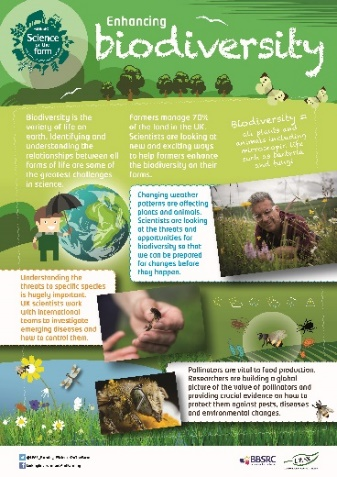 Science
on the
farm
Enhancing
biodiversity
Biodiversity is the
variety of life on
earth. Identifying and
understanding the
relationships between all
forms of life are some of
the greatest challenges
in science.
Farmers manage 70%
of the land in the UK.
Scientists are looking at
new and exciting ways
to help farmers enhance
the biodiversity on their
farms.
Biodiversity =
all plants and
animals including
microscopic life
such as bacteria
and fungi
Changing weather
patterns are affecting
plants and animals.
Scientists are looking
at the threats and
opportunities for
biodiversity so that
we can be prepared
for changes before
they happen.
Understanding the
threats to specific species
is hugely important.
UK scientists work
with international
teams to investigate
emerging diseases and
how to control them.
Pollinators are vital to food production.
Researchers are building a global
picture of the value of pollinators and
providing crucial evidence on how to
protect them against pests, diseases
and environmental changes.
BBSRC